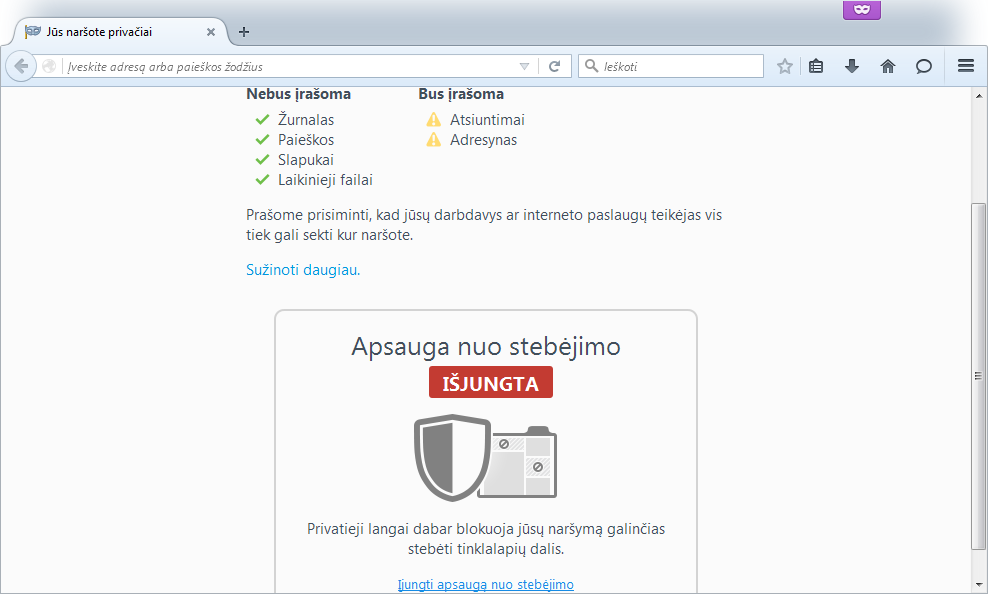 Jūs naršote privačiai
Įveskite adresą arba paieškos žodžius
Ieškoti
Nebus įrašoma
Žurnalas
Paieškos
Slapukai
Laikinieji failai
Bus įrašoma
Atsiuntimai
Adresynas
Prašome prisiminti, kad jūsų darbdavys ar interneto paslaugų teikėjas vis
tiek gali sekti kur naršote.
Sužinoti daugiau.
Apsauga nuo stebėjimo
IŠJUNGTA
Privatieji langai dabar blokuoja jūsų naršymą galinčias
stebėti tinklalapių dalis.
Įjungti apsaugą nuo stebėjimo